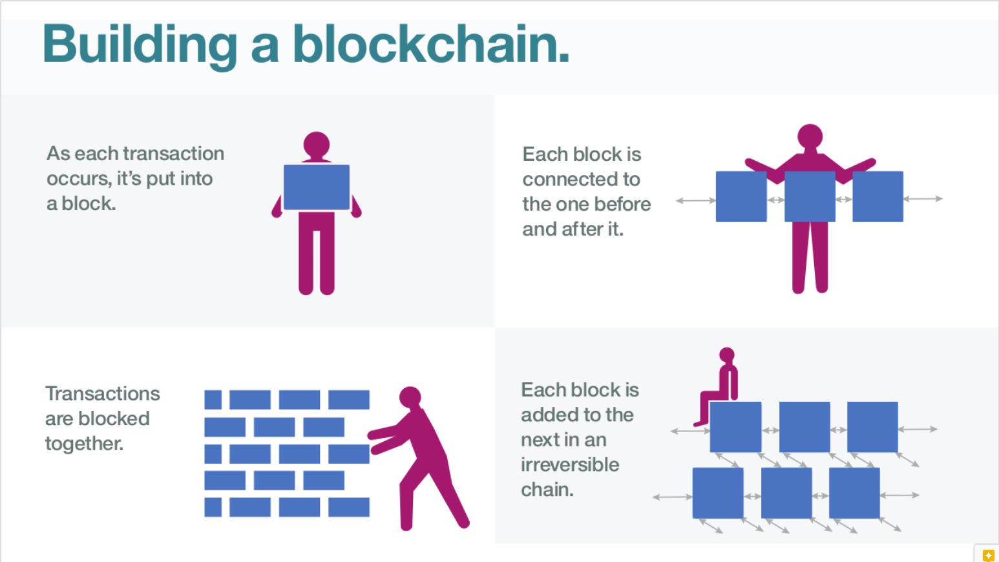 Building a blockchain.
As each transaction
occurs, it’s put into
a block.
Each block is
connected to
the one before
and after it.
Transactions
are blocked
together.
Each block is
added to the
next in an
irreversible
chain.